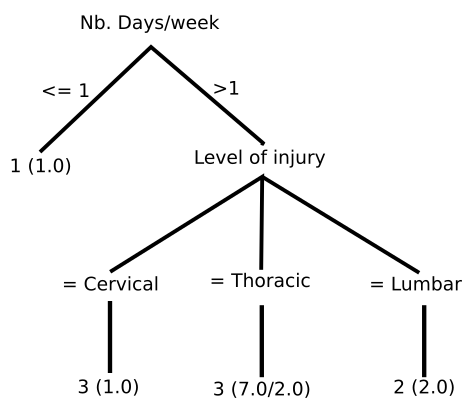 Nb. Days/week
<= 1
>1
1 (1.0)
Level of injury
= Cervical
= Thoracic
= Lumbar
3 (1.0)
3 (7.0/2.0)
2 (2.0)